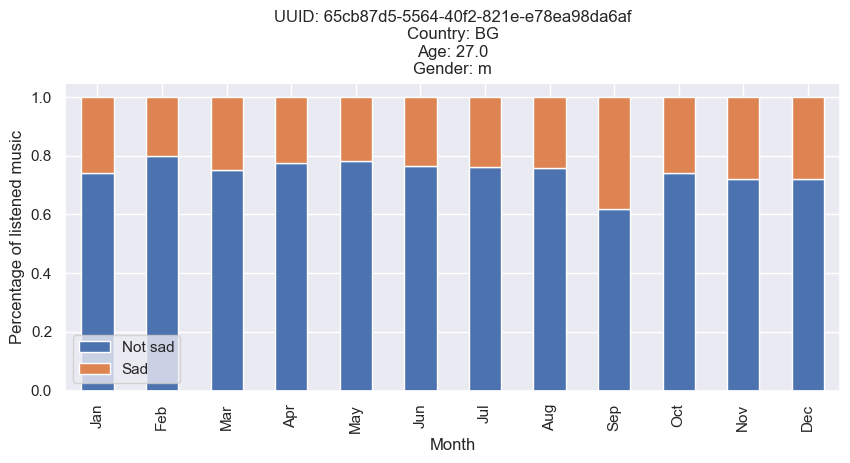 UUID: 65cb87d5-5564-40f2-821e-e78ea98da6af
Country: BG
Age: 27.0
Gender: m
Percentage of listened music
1.0
0.8
0.6
0.4
0.2
0.0
Not sad
Sad
Jan
Feb
Mar
Apr
May
Jun
Jul
Aug
Sep
Oct
Nov
Dec
Month